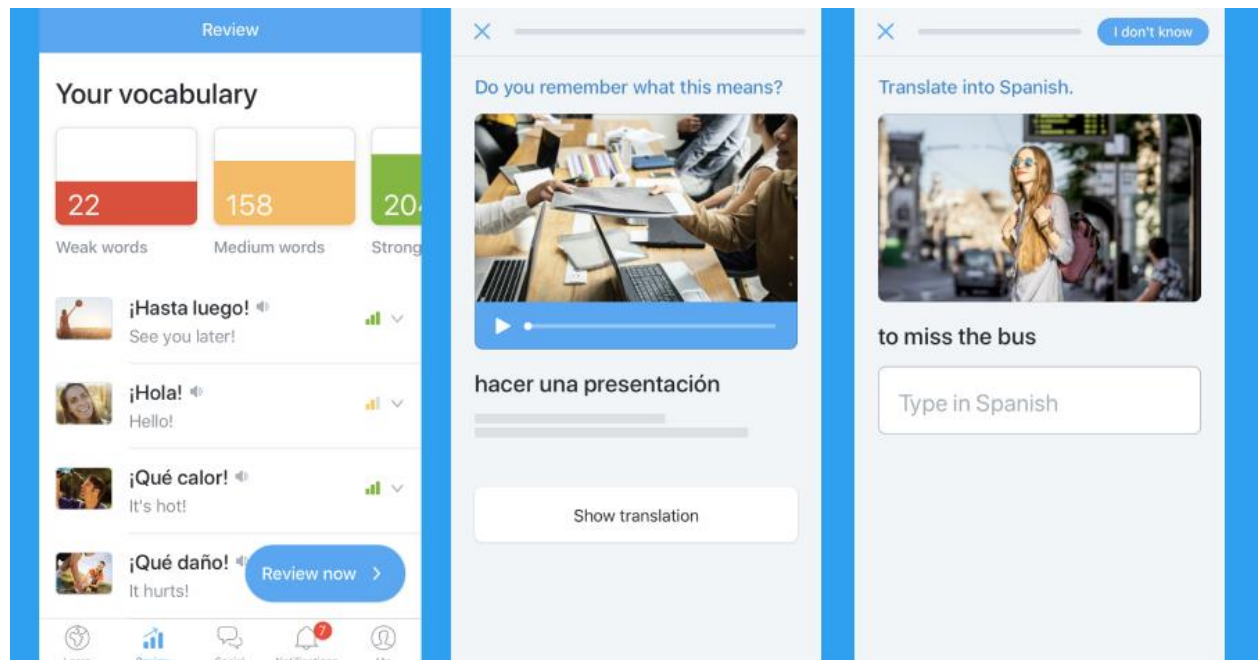 Review
Your vocabulary
22
158
Weak words
Medium words
Strong
¡Hasta luego!
See you later!
¡Hola!
Hello!
¡Qué calor!
It's hot!
¡Qué daño!
It hurts!
Review now
7
Do you remember what this means?
hacer una presentación
Show translation
I don't know
Translate into Spanish.
to miss the bus
Type in Spanish